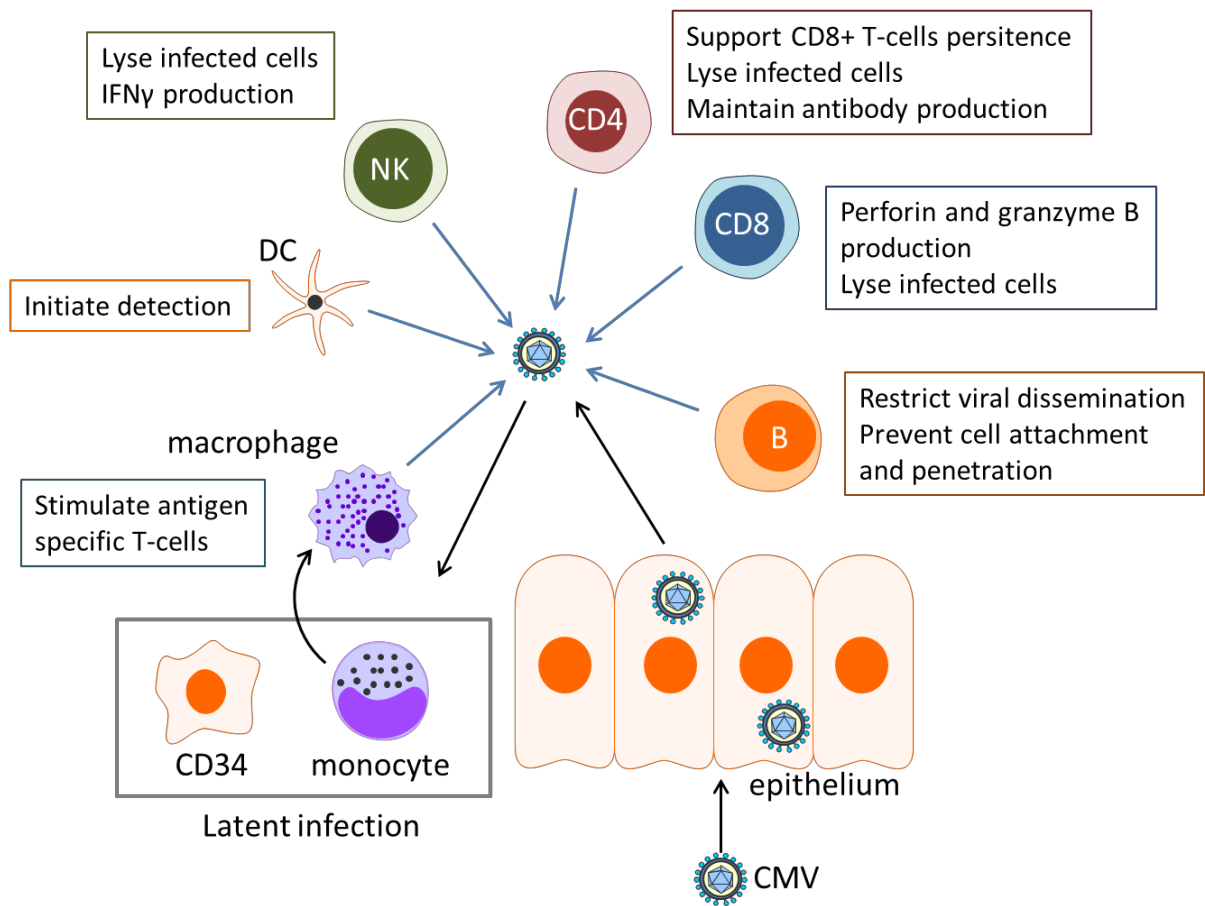 Lyse infected cells
IFNγ production
Support CD8+ T-cells persitence
Lyse infected cells
Maintain antibody production
CD4
NK
CD8
Perforin and granzyme B
production
Lyse infected cells
DC
Initiate detection
B
Restrict viral dissemination
Prevent cell attachment
and penetration
macrophage
Stimulate antigen
specific T-cells
CD34
monocyte
Latent infection
epithelium
CMV